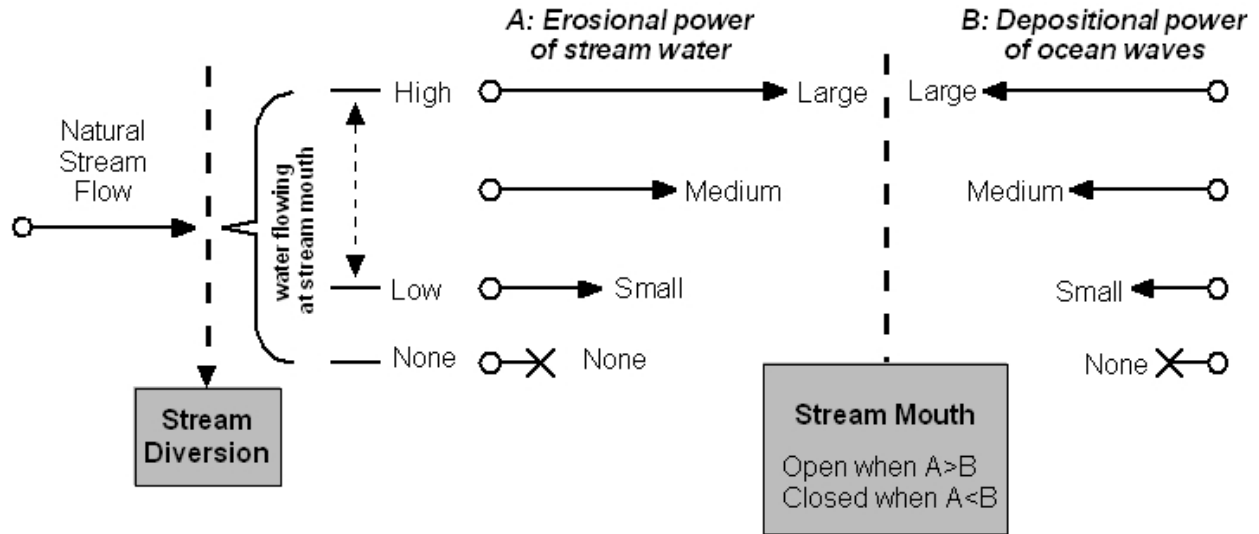 A: Erosional power
of stream water
B: Depositional power
of ocean waves
Natural
Stream
Flow
water flowing
at stream mouth
High
Large
Large
Medium
Medium
Low
Small
Small
None
None
None
Stream
Diversion
Stream Mouth
Open when A>B
Closed when A<B